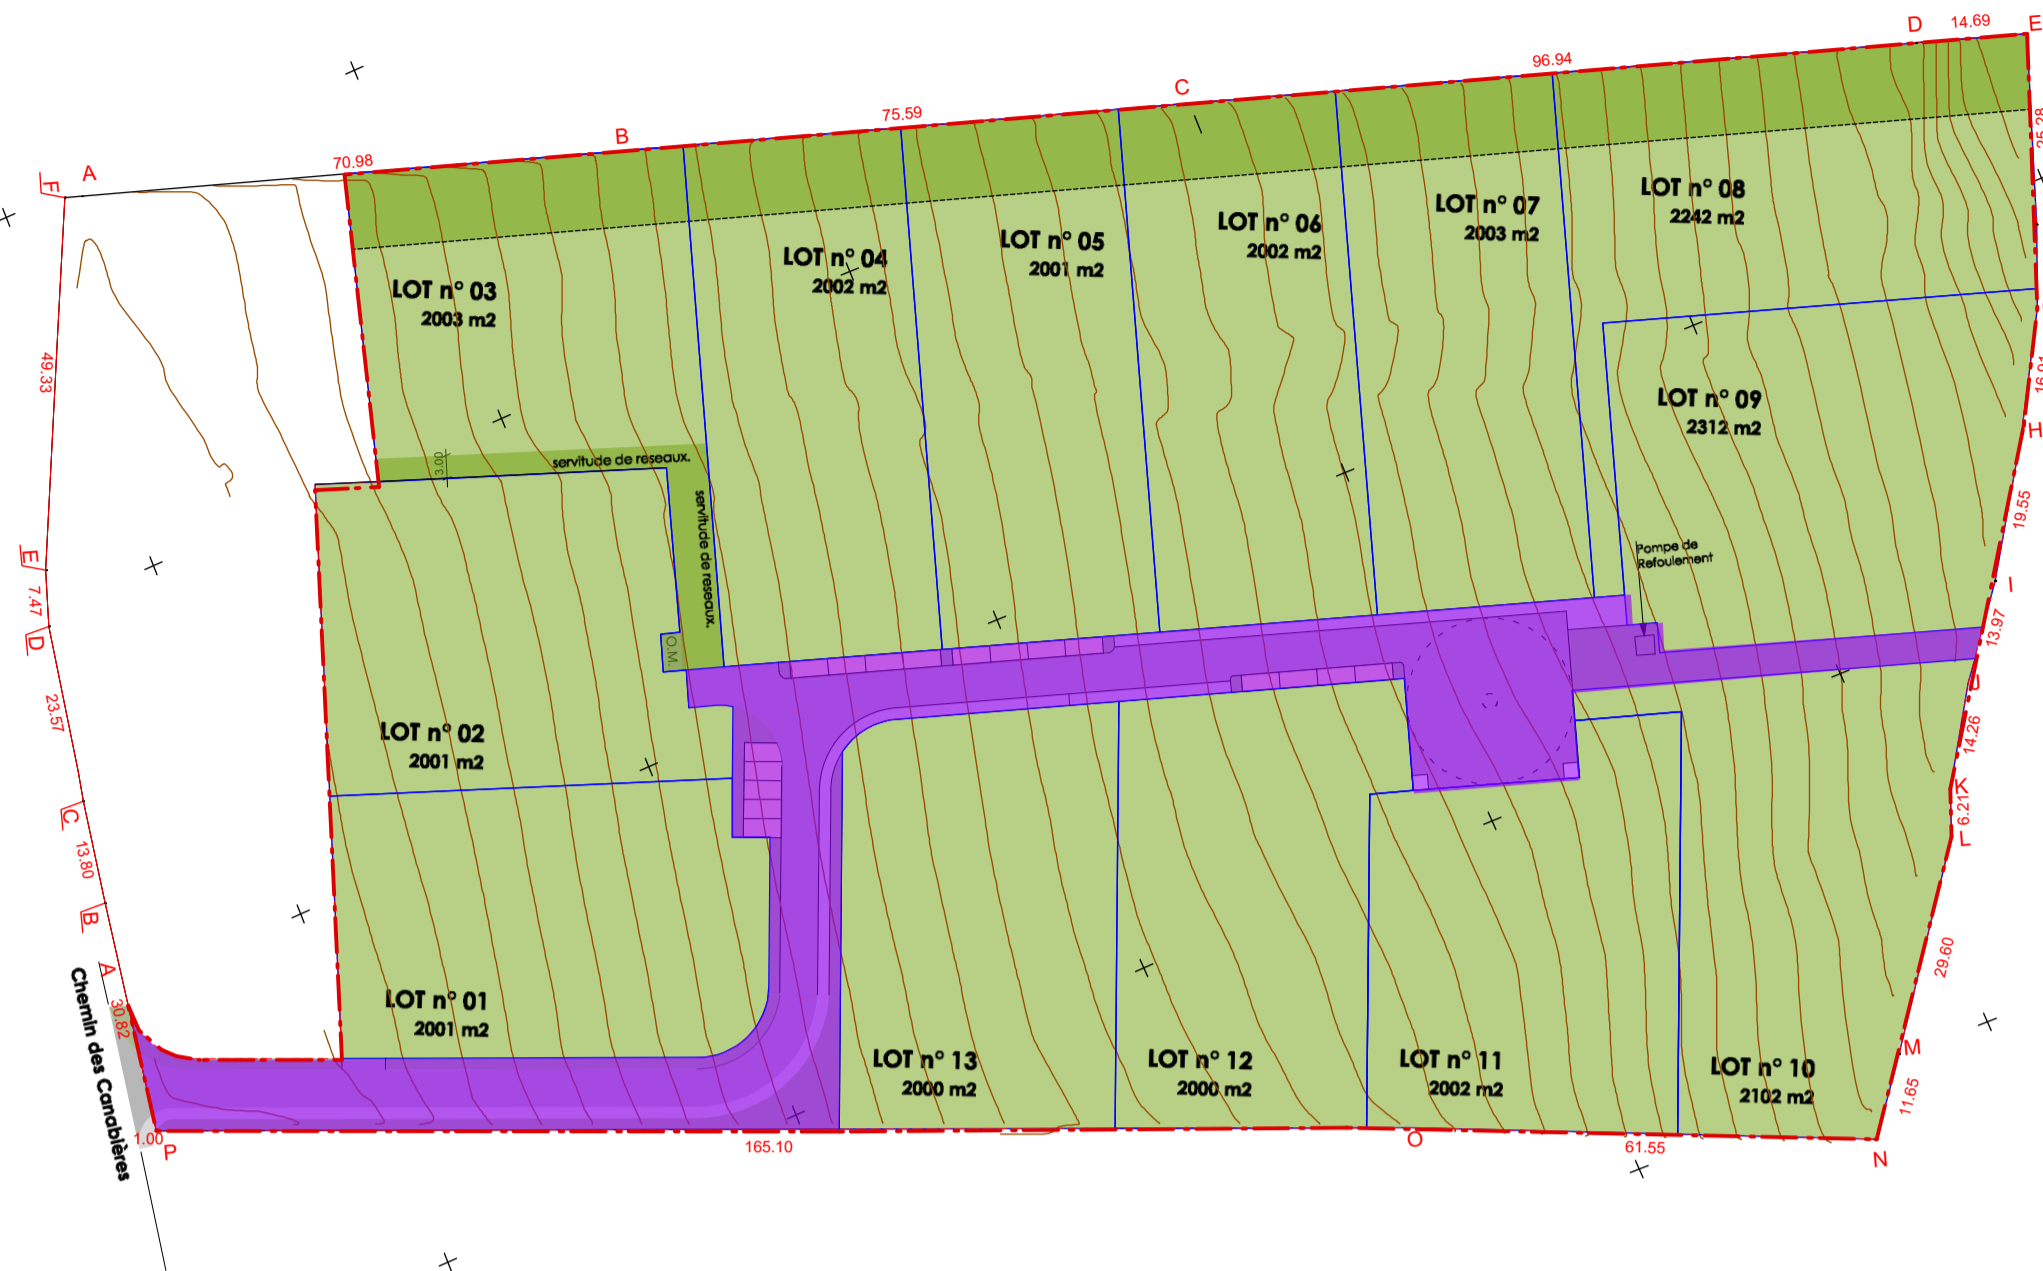 D
14.69
E
96.94
C
75.59
B
70.98
A
F
25.28
LOT n° 08
2242 m2
LOT n° 07
2003 m2
LOT n° 06
2002 m2
LOT n° 05
2001 m2
LOT n° 04
2002 m2
LOT n° 03
2003 m2
49.33
16.91
LOT n° 09
2312 m2
H
3.00
servitude de reseaux.
servitude de reseaux.
19.55
Pompe de
Refoulement
E
7.47
D
I
13.97
O.M.
J
23.57
14.26
LOT n° 02
2001 m2
C
K
6.21
L
13.80
B
A
29.60
30.82
Chemin des Canabières
LOT n° 01
2001 m2
LOT n° 13
2000 m2
LOT n° 12
2000 m2
LOT n° 11
2002 m2
LOT n° 10
2102 m2
M
11.65
1.00
P
165.10
O
61.55
N